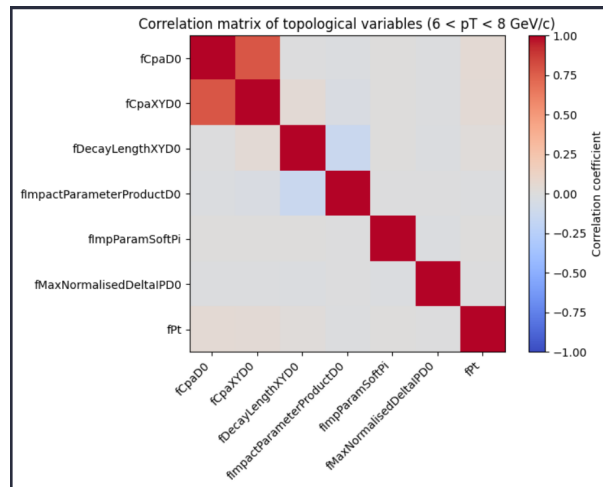 Correlation matrix of topological variables (6 < pT < 8 GeV/c)
fCpaD0
fCpaXYD0
fDecayLengthXYD0
fImpactParameterProductD0
fImpParamSoftPi
fMaxNormalisedDeltaIPD0
fPt
fCpaD0
fCpaXYD0
fDecayLengthXYD0
fImpactParameterProductD0
fImpParamSoftPi
fMaxNormalisedDeltaIPD0
fPt
1.00
0.75
0.50
0.25
0.00
−0.25
−0.50
−0.75
−1.00
Correlation coefficient